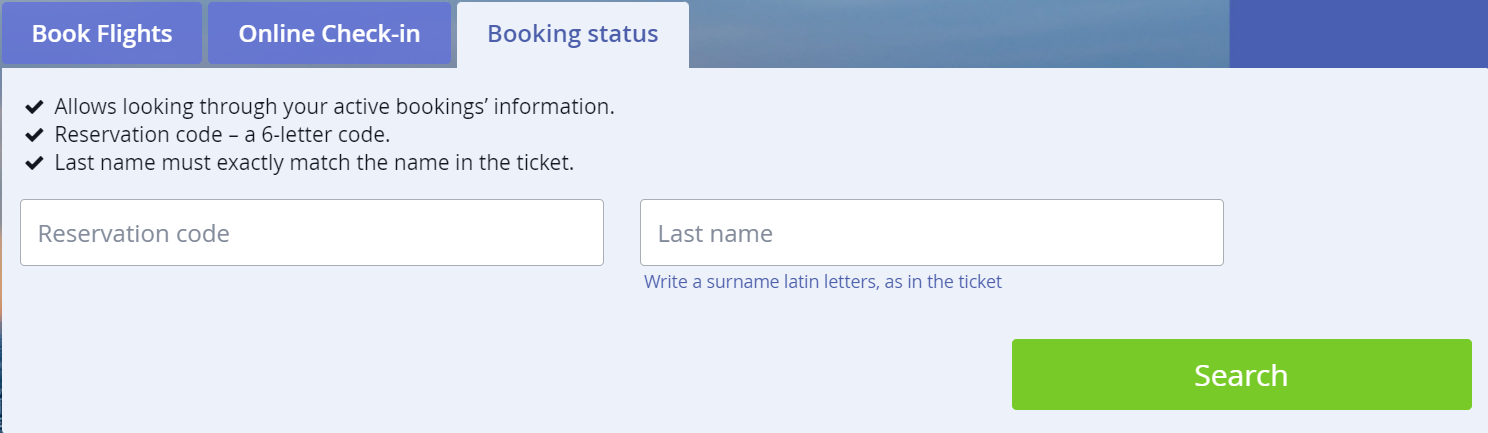 Book Flights
Online Check-in
Booking status
Allows looking through your active bookings’ information.
Reservation code – a 6-letter code.
Last name must exactly match the name in the ticket.
Reservation code
Last name
Write a surname latin letters, as in the ticket
Search